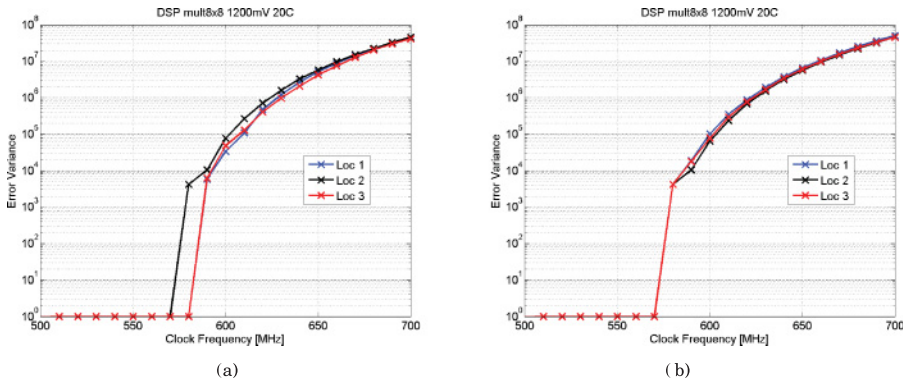 DSP mult8x8 1200mV 20C
10^8
10^7
10^6
10^5
10^4
10^3
10^2
10^1
10^0
Error Variance
Loc 1
Loc 2
Loc 3
500
550
600
650
700
Clock Frequency [MHz]
(a)
DSP mult8x8 1200mV 20C
10^8
10^7
10^6
10^5
10^4
10^3
10^2
10^1
10^0
Error Variance
Loc 1
Loc 2
Loc 3
500
550
600
650
700
Clock Frequency [MHz]
(b)